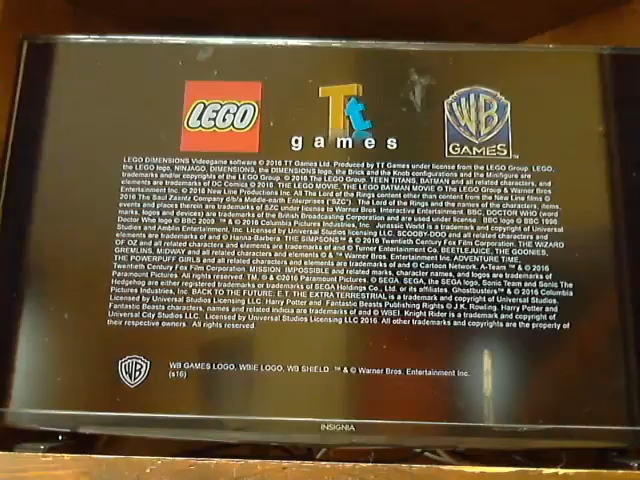 LEGO
Tt
games
WB
GAMES
LEGO DIMENSIONS Videogame software © 2016 TT Games Ltd. Produced by TT Games under license from the LEGO Group. LEGO,
the LEGO logo, NINJAGO, DIMENSIONS, the DIMENSIONS logo, the Brick and the Knob configurations and the Minifigure are
trademarks and/or copyrights of the LEGO Group. © 2016 The LEGO Group. TEEN TITANS, BATMAN and all related characters, and
elements are trademarks of DC Comics © 2016. THE LEGO MOVIE, THE LEGO BATMAN MOVIE © The LEGO Group & Warner Bros
Entertainment Inc. © 2016 New Line Productions Inc. All The Lord of the Rings content other than content from the New Line films ©
2016 The Saul Zaentz Company d/b/a Middle-earth Enterprises ("SZC"). The Lord of the Rings and the names of the characters, items,
events and places therein are trademarks of SZC under license to Warner Bros. Interactive Entertainment. BBC, DOCTOR WHO (word
marks, logos and devices) are trademarks of the British Broadcasting Corporation and are used under license. BBC logo © BBC 1996.
Doctor Who logo © BBC 2009. ™ & © 2016 Columbia Pictures Industries, Inc. Jurassic World is a trademark and copyright of Universal
Studios and Amblin Entertainment, Inc. Licensed by Universal Studios licensing LLC. SCOOBY-DOO and all related characters and
elements are trademarks of and © Hanna-Barbera. THE SIMPSONS™ & © 2016 Twentieth Century Fox Film Corporation. THE WIZARD
OF OZ and all related characters and elements are trademarks of and © Turner Entertainment Co. BEETLEJUICE, THE GOONIES,
GREMLINS, MIDWAY and all related characters and elements © & ™ Warner Bros. Entertainment Inc. ADVENTURE TIME,
THE POWERPUFF GIRLS and all related characters and elements are trademarks of and © Cartoon Network. A-Team ™ & © 2016
Twentieth Century Fox Film Corporation. MISSION: IMPOSSIBLE and related marks, character names, and logos are trademarks of
Paramount Pictures. All rights reserved. TM, ® & ©2016 Paramount Pictures. © SEGA. SEGA, the SEGA logo, Sonic Team and Sonic The
Hedgehog are either registered trademarks or trademarks of SEGA Holdings Co., Ltd. or its affiliates. Ghostbusters™ & © 2016 Columbia
Pictures Industries, Inc. BACK TO THE FUTURE; E.T. THE EXTRA TERRESTRIAL is a trademark and copyright of Universal Studios.
Licensed by Universal Studios Licensing LLC. Harry Potter and Fantastic Beasts Publishing Rights © J.K. Rowling. Harry Potter and
Fantastic Beasts characters, names and related indicia are trademarks of and © WBEI. Knight Rider is a trademark and copyright of
Universal City Studios LLC. Licensed by Universal Studios Licensing LLC 2016. All other trademarks and copyrights are the property of
their respective owners. All rights reserved.
WB
WB GAMES LOGO, WBIE LOGO, WB SHIELD: ™ & © Warner Bros. Entertainment Inc.
(s16)
INSIGNIA